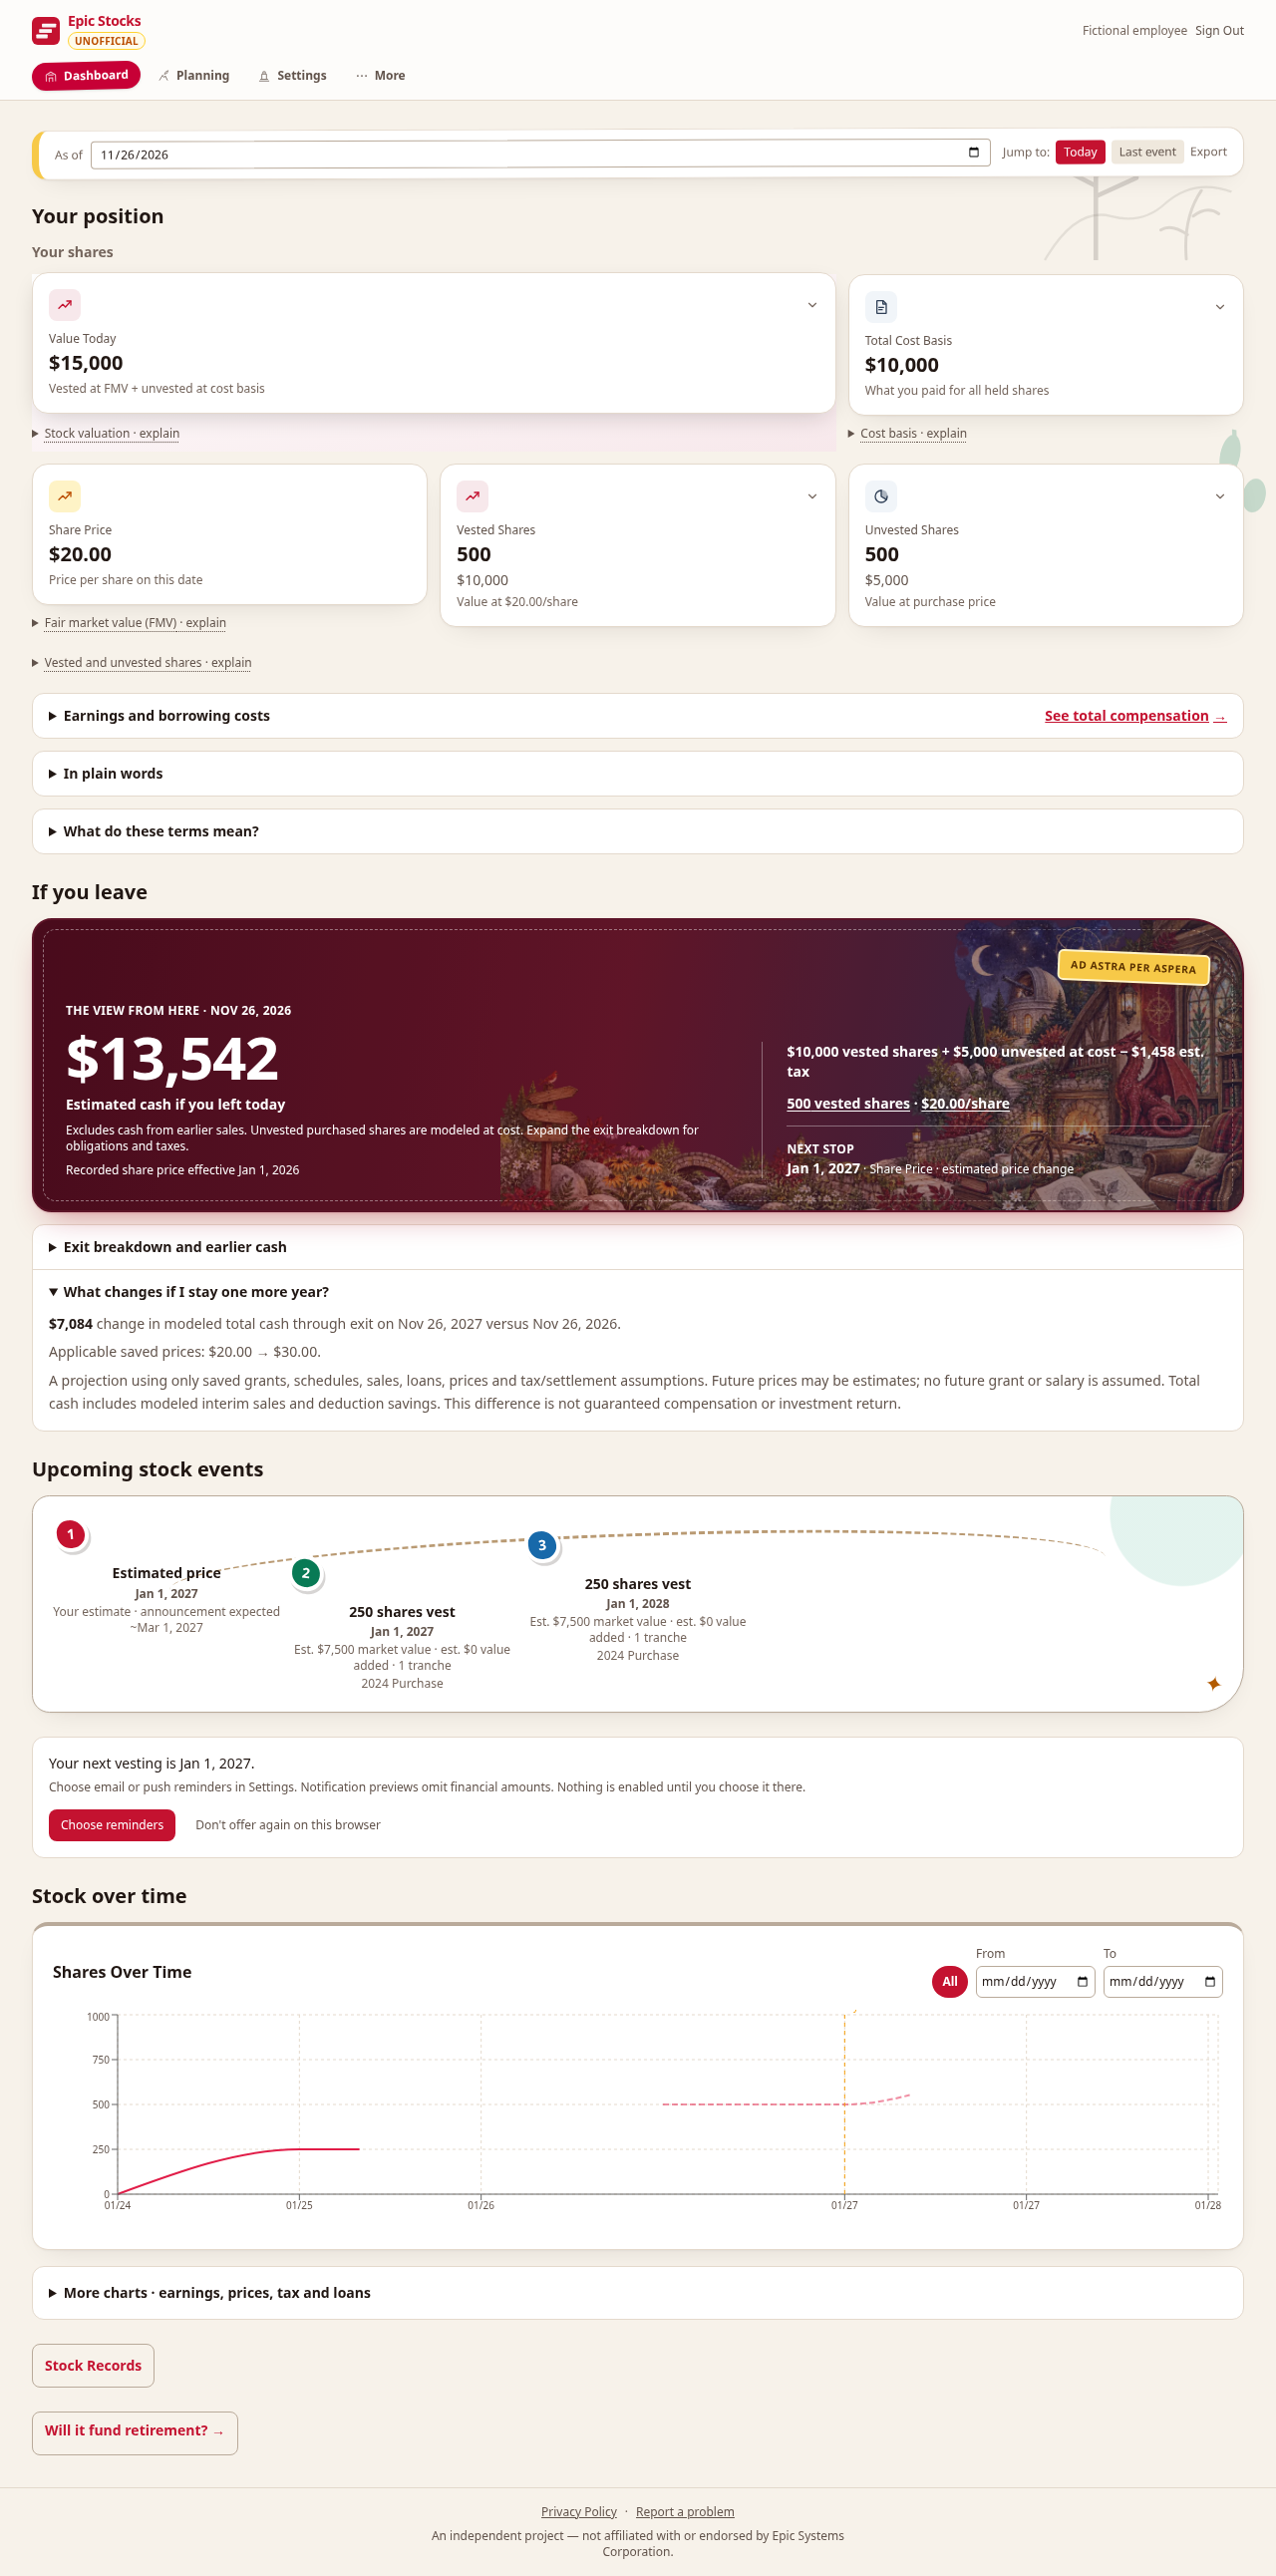 Epic Stocks
UNOFFICIAL
Fictional employee Sign Out
Dashboard Planning Settings More
As of 11/26/2026 Jump to: Today Last event Export
Your position
Your shares
Value Today
$15,000
Vested at FMV + unvested at cost basis
Total Cost Basis
$10,000
What you paid for all held shares
Stock valuation · explain
Cost basis · explain
Share Price
$20.00
Price per share on this date
Vested Shares
500
$10,000
Value at $20.00/share
Unvested Shares
500
$5,000
Value at purchase price
Fair market value (FMV) · explain
Vested and unvested shares · explain
Earnings and borrowing costs See total compensation →
In plain words
What do these terms mean?
If you leave
AD ASTRA PER ASPERA
THE VIEW FROM HERE · NOV 26, 2026
$13,542
Estimated cash if you left today
Excludes cash from earlier sales. Unvested purchased shares are modeled at cost. Expand the exit breakdown for
obligations and taxes.
Recorded share price effective Jan 1, 2026
$10,000 vested shares + $5,000 unvested at cost − $1,458 est.
tax
500 vested shares · $20.00/share
NEXT STOP
Jan 1, 2027 · Share Price · estimated price change
Exit breakdown and earlier cash
What changes if I stay one more year?
$7,084 change in modeled total cash through exit on Nov 26, 2027 versus Nov 26, 2026.
Applicable saved prices: $20.00 → $30.00.
A projection using only saved grants, schedules, sales, loans, prices and tax/settlement assumptions. Future prices may be estimates; no future grant or salary is assumed. Total
cash includes modeled interim sales and deduction savings. This difference is not guaranteed compensation or investment return.
Upcoming stock events
1
Estimated price
Jan 1, 2027
Your estimate · announcement expected
~Mar 1, 2027
2
250 shares vest
Jan 1, 2027
Est. $7,500 market value · est. $0 value
added · 1 tranche
2024 Purchase
3
250 shares vest
Jan 1, 2028
Est. $7,500 market value · est. $0 value
added · 1 tranche
2024 Purchase
Your next vesting is Jan 1, 2027.
Choose email or push reminders in Settings. Notification previews omit financial amounts. Nothing is enabled until you choose it there.
Choose reminders Don't offer again on this browser
Stock over time
Shares Over Time
All
From
mm/dd/yyyy
To
mm/dd/yyyy
1000
750
500
250
0
01/24 01/25 01/26 01/27 01/27 01/28
More charts · earnings, prices, tax and loans
Stock Records
Will it fund retirement? →
Privacy Policy · Report a problem
An independent project — not affiliated with or endorsed by Epic Systems
Corporation.